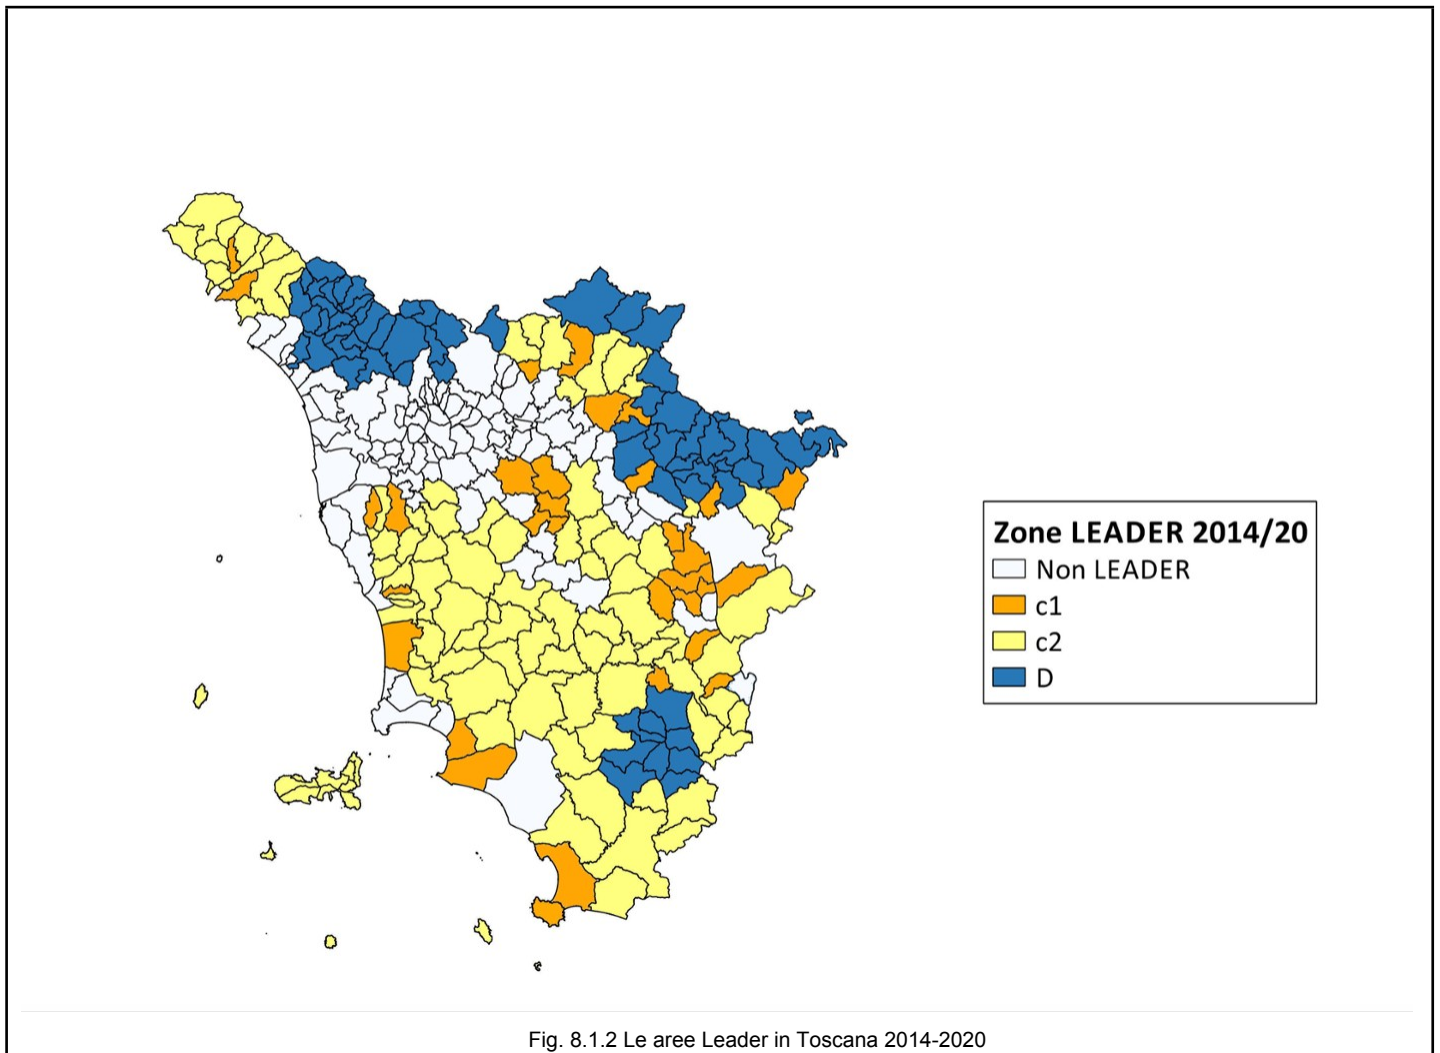 Zone LEADER 2014/20
Non LEADER
c1
c2
D
Fig. 8.1.2 Le aree Leader in Toscana 2014-2020